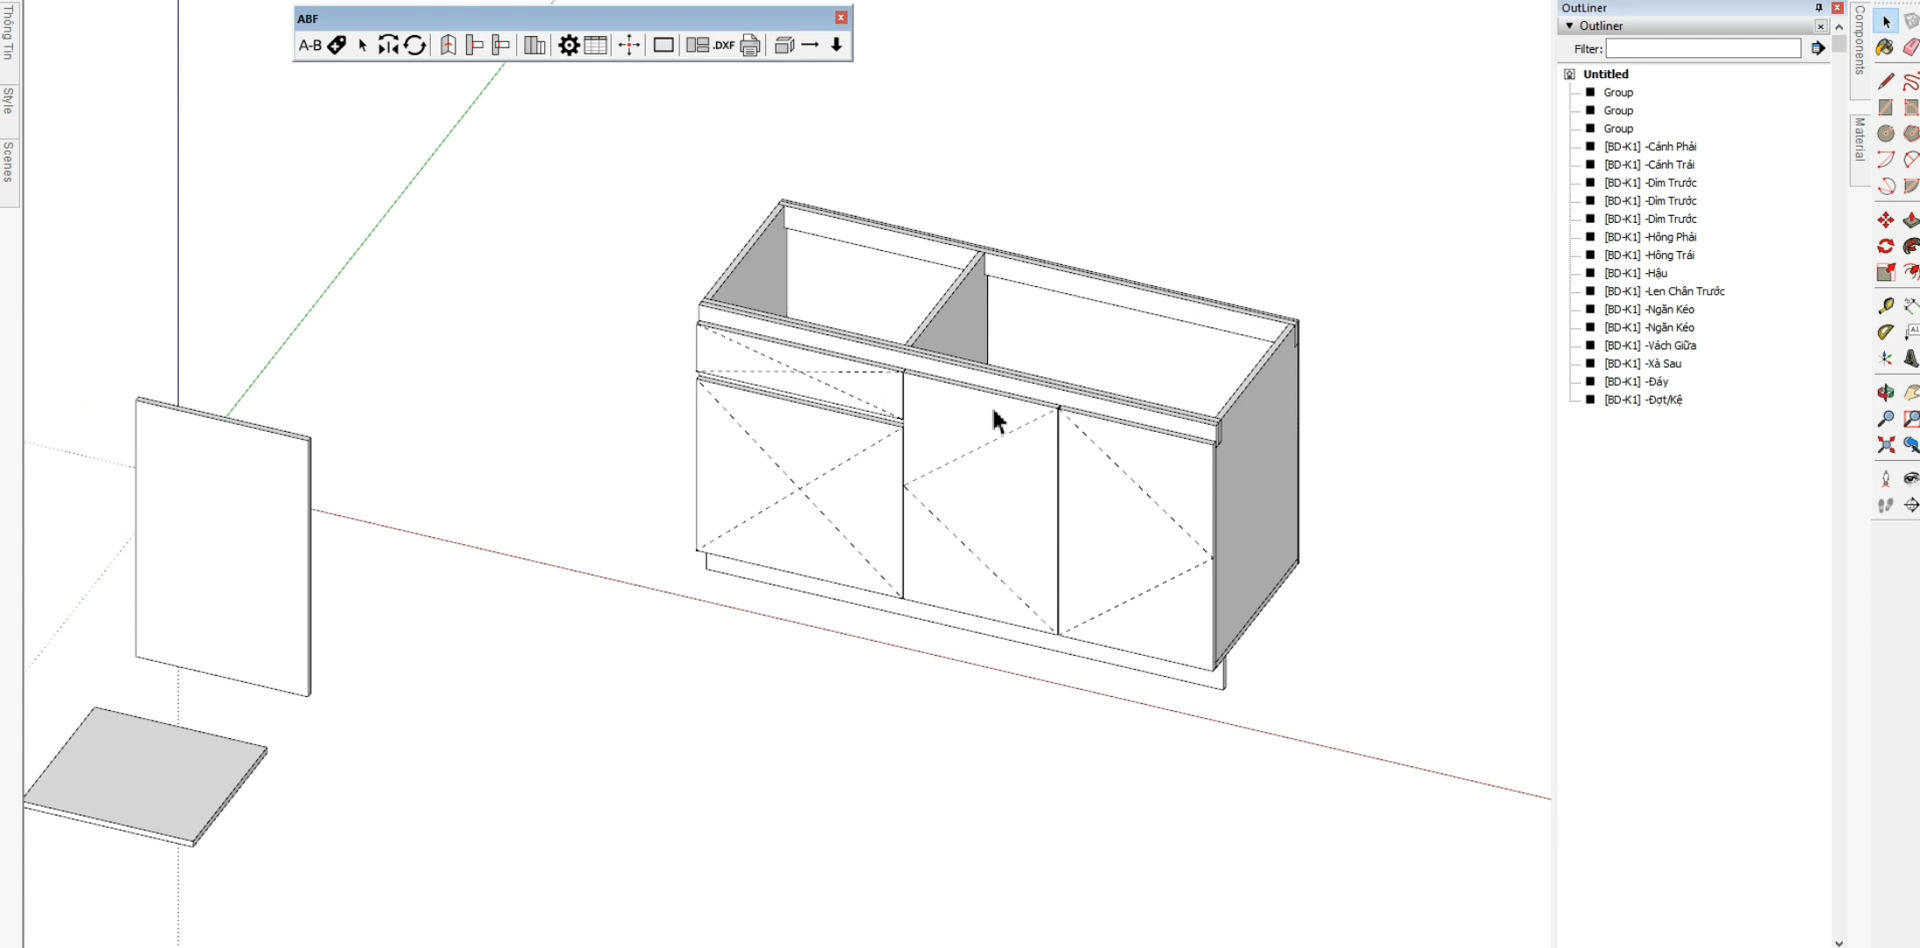 Thông Tin
Style
Scenes
ABF
A-B
.DXF
OutLiner
Outliner
Filter:
Untitled
Group
Group
Group
[BD-K1] -Cánh Phải
[BD-K1] -Cánh Trái
[BD-K1] -Dìm Trước
[BD-K1] -Dìm Trước
[BD-K1] -Dìm Trước
[BD-K1] -Hông Phải
[BD-K1] -Hông Trái
[BD-K1] -Hậu
[BD-K1] -Len Chân Trước
[BD-K1] -Ngăn Kéo
[BD-K1] -Ngăn Kéo
[BD-K1] -Vách Giữa
[BD-K1] -Xà Sau
[BD-K1] -Đáy
[BD-K1] -Đợt/Kệ
Components
Material